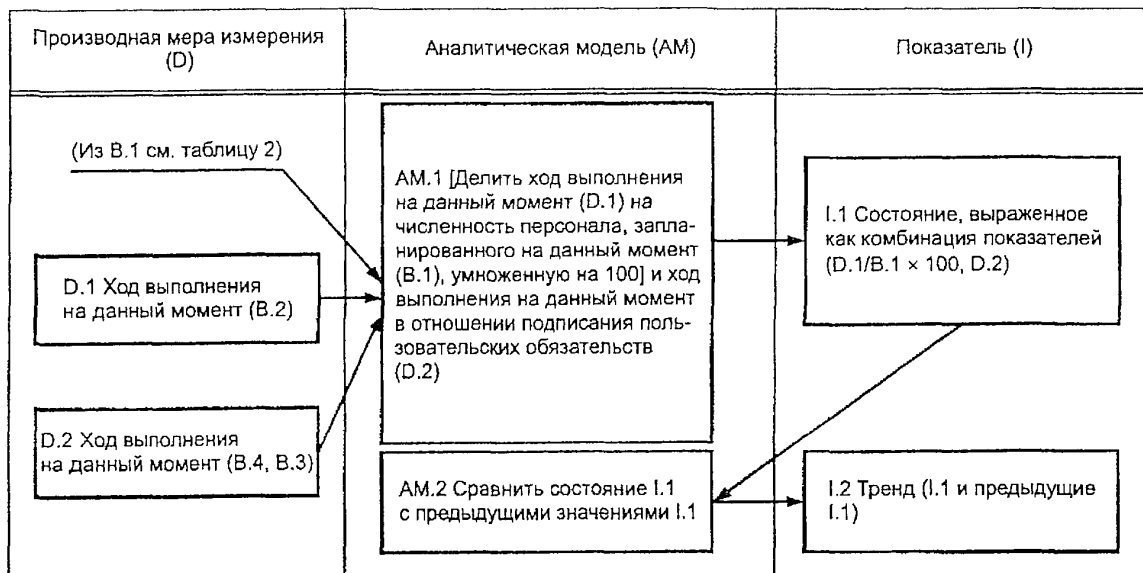 Производная мера измерения
(D)
Аналитическая модель (АМ)
Показатель (I)
(Из В.1 см. таблицу 2)
D.1 Ход выполнения
на данный момент (В.2)
D.2 Ход выполнения
на данный момент (В.4, В.3)
АМ.1 [Делить ход выполнения
на данный момент (D.1) на
численность персонала, запла-
нированного на данный момент
(В.1), умноженную на 100] и ход
выполнения на данный момент
в отношении подписания поль-
зовательских обязательств
(D.2)
АМ.2 Сравнить состояние I.1
с предыдущими значениями I.1
I.1 Состояние, выраженное
как комбинация показателей
(D.1/В.1 × 100, D.2)
I.2 Тренд (I.1 и предыдущие
I.1)